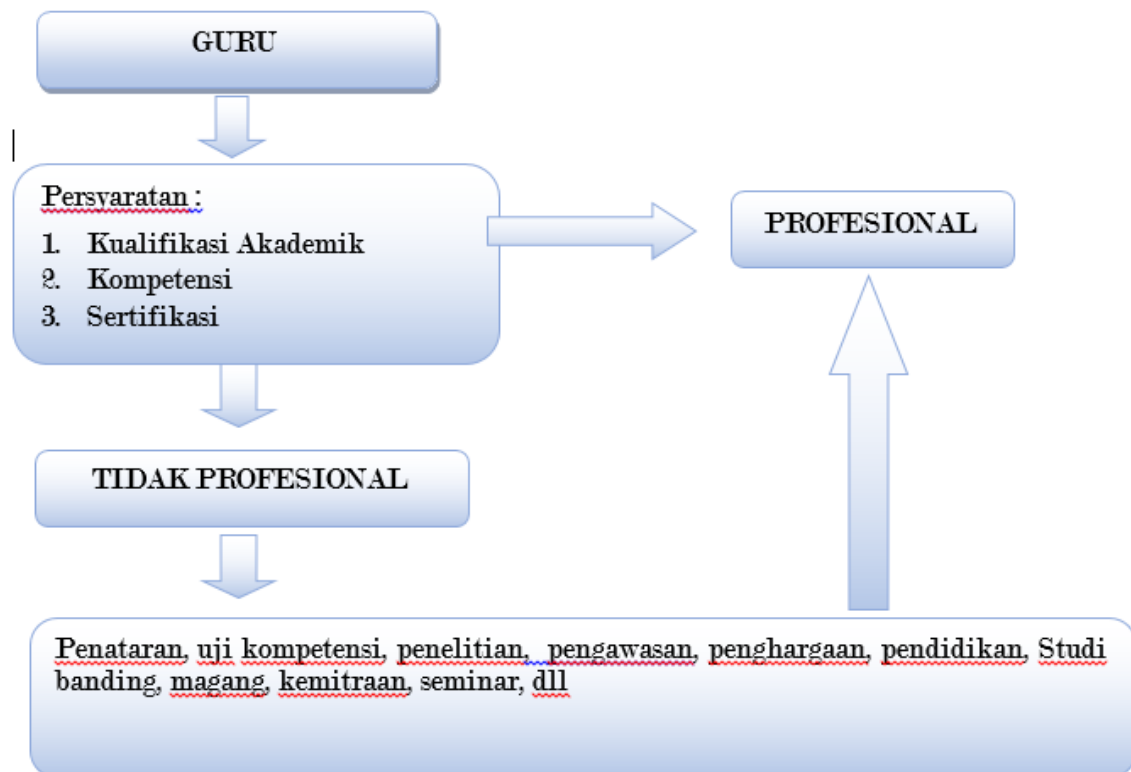 GURU
Persyaratan :
1. Kualifikasi Akademik
2. Kompetensi
3. Sertifikasi
PROFESIONAL
TIDAK PROFESIONAL
Penataran, uji kompetensi, penelitian,  pengawasan, penghargaan, pendidikan, Studi
banding, magang, kemitraan, seminar, dll